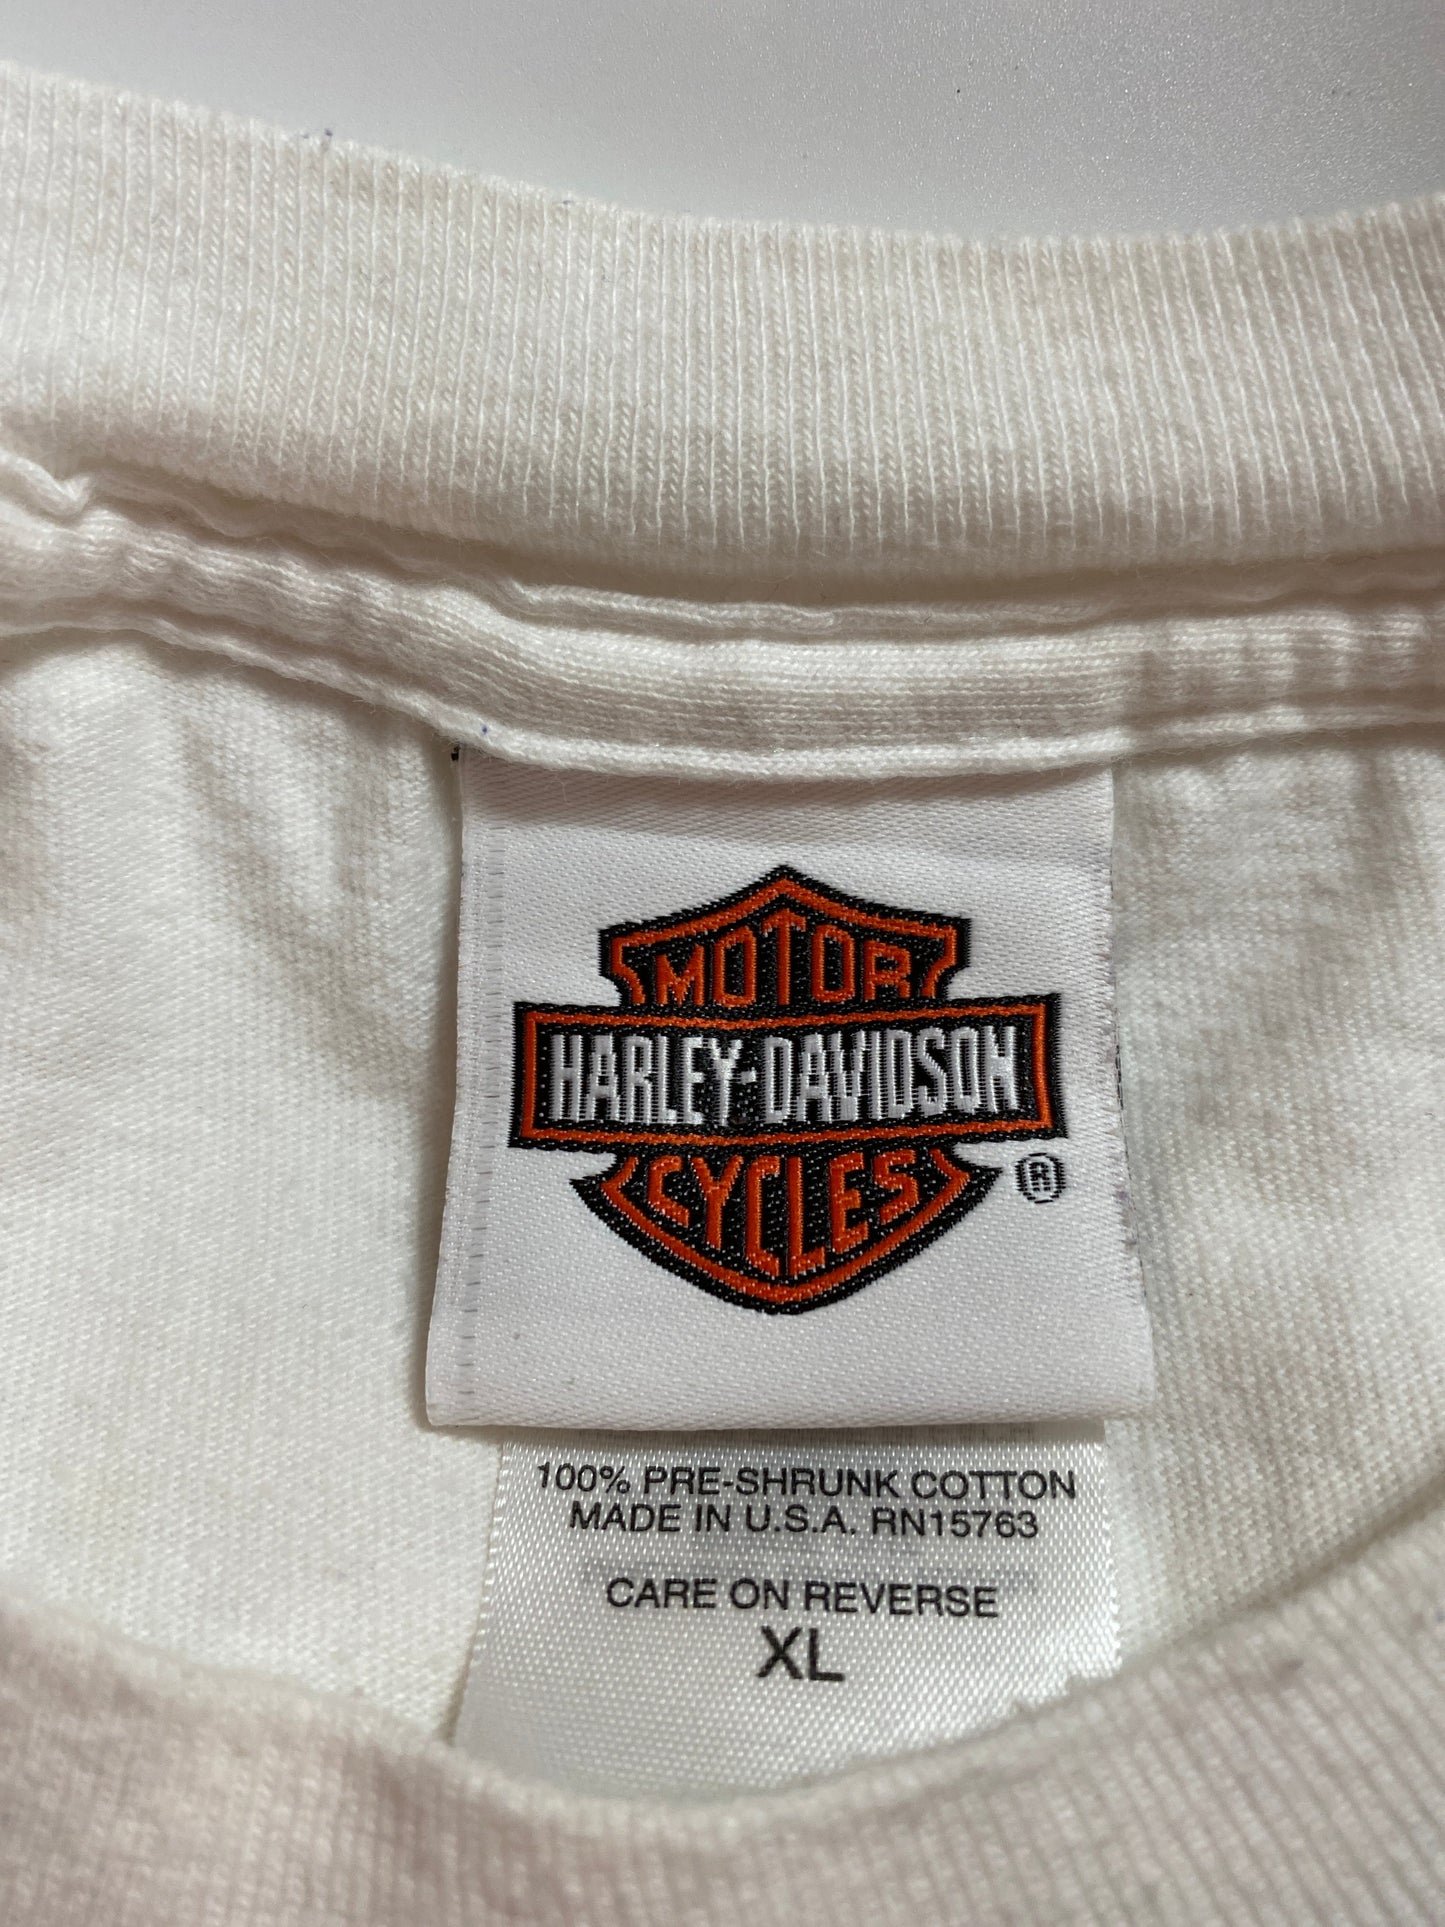 MOTOR
HARLEY-DAVIDSON
CYCLES
®
100% PRE-SHRUNK COTTON
MADE IN U.S.A. RN15763
CARE ON REVERSE
XL